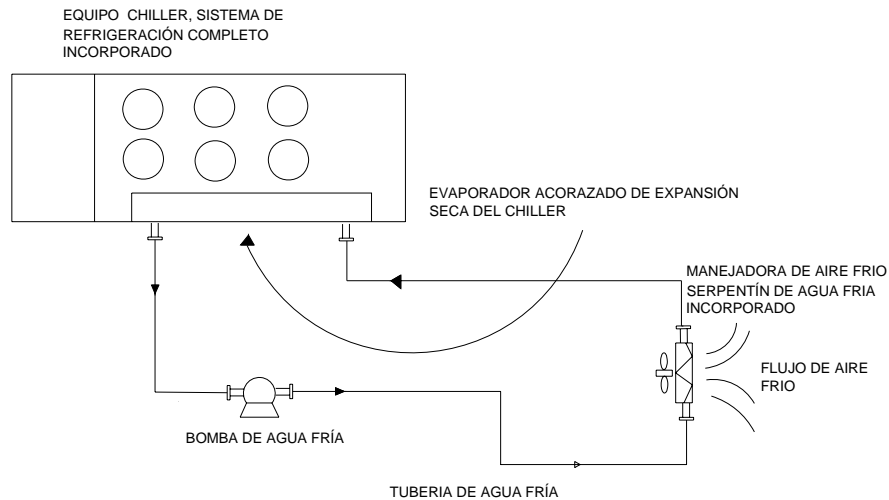 EQUIPO CHILLER, SISTEMA DE
REFRIGERACIÓN COMPLETO
INCORPORADO
EVAPORADOR ACORAZADO DE EXPANSIÓN
SECA DEL CHILLER
MANEJADORA DE AIRE FRIO
SERPENTÍN DE AGUA FRIA
INCORPORADO
FLUJO DE AIRE
FRIO
BOMBA DE AGUA FRÍA
TUBERIA DE AGUA FRÍA